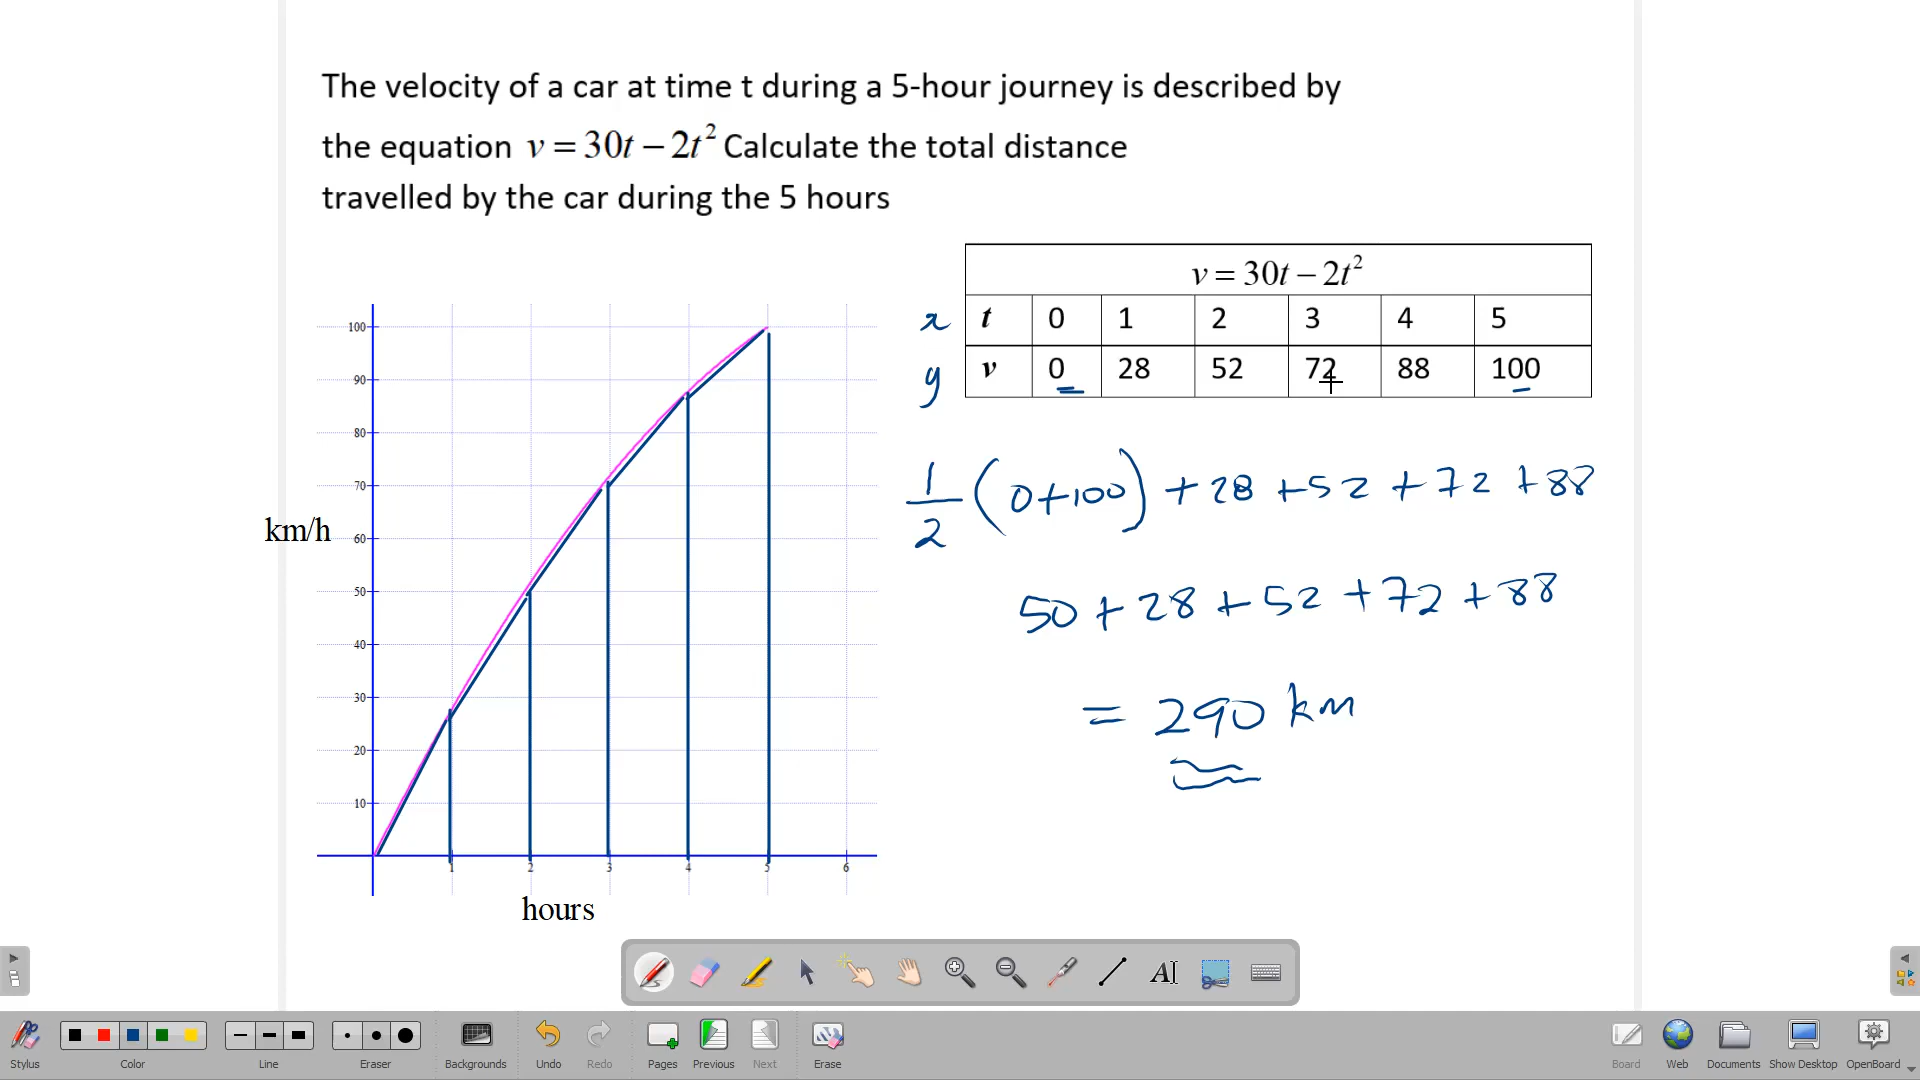 The velocity of a car at time t during a 5-hour journey is described by
the equation v = 30t − 2t² Calculate the total distance
travelled by the car during the 5 hours
v = 30t − 2t²
x t 0 1 2 3 4 5
y v 0 28 52 72 88 100
100
90
80
70
60
50
40
30
20
10
km/h
1 2 3 4 5 6
hours
1/2 (0+100) + 28 + 52 + 72 + 88
50 + 28 + 52 + 72 + 88
= 290 km
AI
Stylus Color Line Eraser Backgrounds Undo Redo Pages Previous Next Erase Board Web Documents Show Desktop OpenBoard